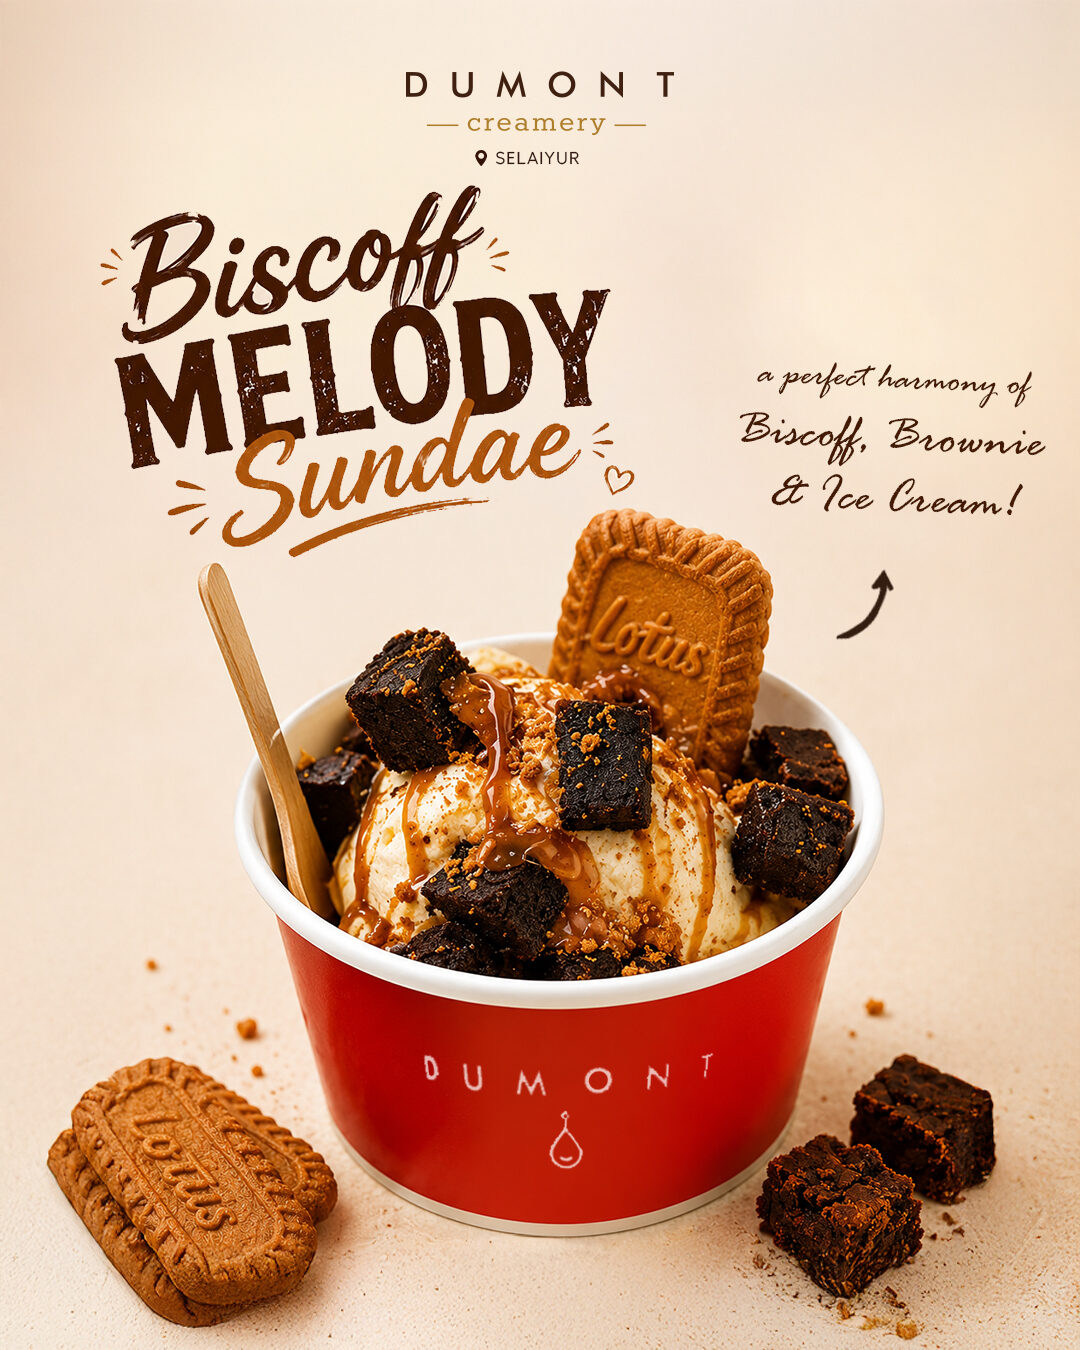 DUMONT
creamery
SELAIYUR
Biscoff
MELODY
Sundae
a perfect harmony of
Biscoff, Brownie
& Ice Cream!
Lotus
DUMONT
Lotus